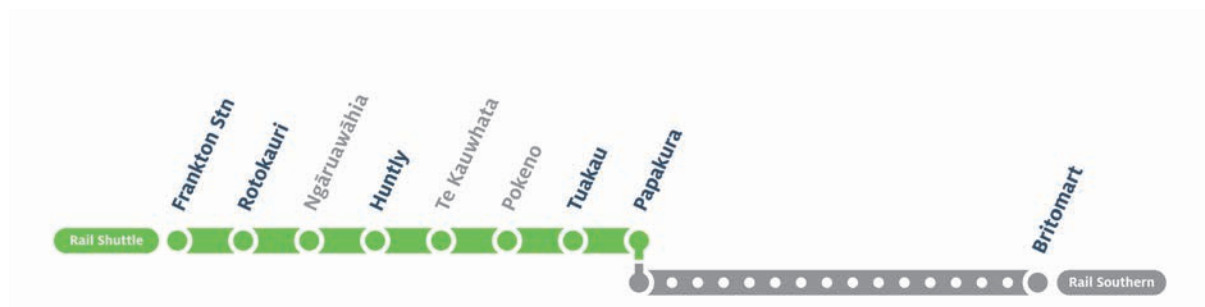 Frankton Stn
Rotokauri
Ngāruawāhia
Huntly
Te Kauwhata
Pokeno
Tuakau
Papakura
Britomart
Rail Shuttle
Rail Southern